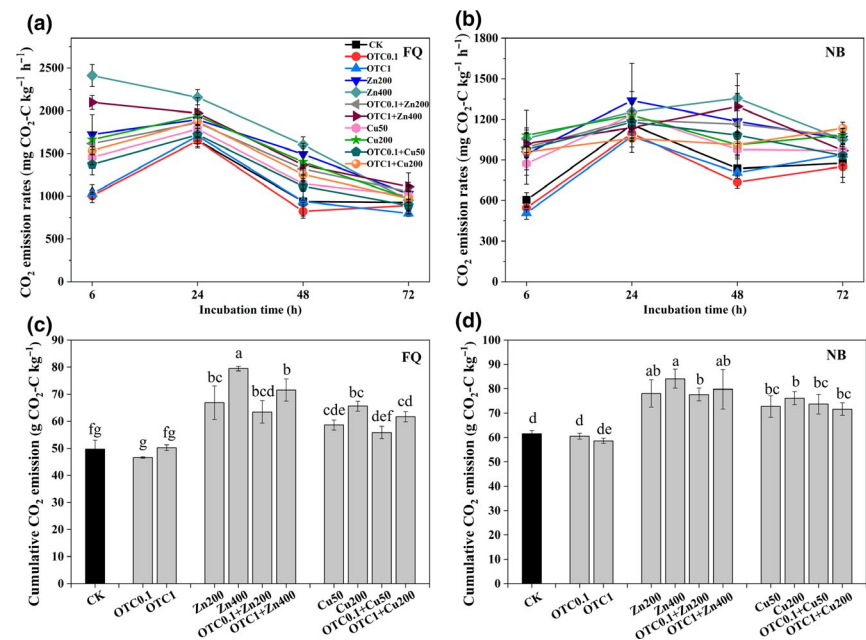 (a)
FQ
CO₂ emission rates (mg CO₂-C kg⁻¹ h⁻¹)
2500
2000
1500
1000
500
0
6
24
48
72
Incubation time (h)
CK
OTC0.1
OTC1
Zn200
Zn400
OTC0.1+Zn200
OTC1+Zn400
Cu50
Cu200
OTC0.1+Cu50
OTC1+Cu200
(b)
NB
CO₂ emission rates (mg CO₂-C kg⁻¹ h⁻¹)
1800
1500
1200
900
600
300
0
6
24
48
72
Incubation time (h)
(c)
FQ
Cumulative CO₂ emission (g CO₂-C kg⁻¹)
90
80
70
60
50
40
30
20
10
0
fg
g
fg
bc
a
bcd
b
def
bc
def
cd
CK
OTC0.1
OTC1
Zn200
Zn400
OTC0.1+Zn200
OTC1+Zn400
Cu50
Cu200
OTC0.1+Cu50
OTC1+Cu200
(d)
NB
Cumulative CO₂ emission (g CO₂-C kg⁻¹)
100
90
80
70
60
50
40
30
20
10
0
d
d
de
ab
a
b
ab
bc
b
bc
bc
CK
OTC0.1
OTC1
Zn200
Zn400
OTC0.1+Zn200
OTC1+Zn400
Cu50
Cu200
OTC0.1+Cu50
OTC1+Cu200